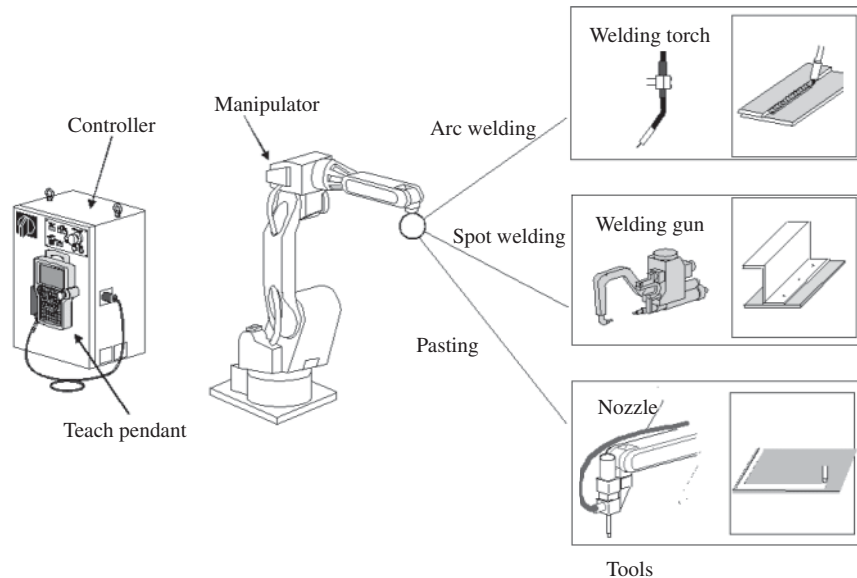 Welding torch
Manipulator
Controller
Arc welding
Welding gun
Spot welding
Pasting
Nozzle
Teach pendant
Tools